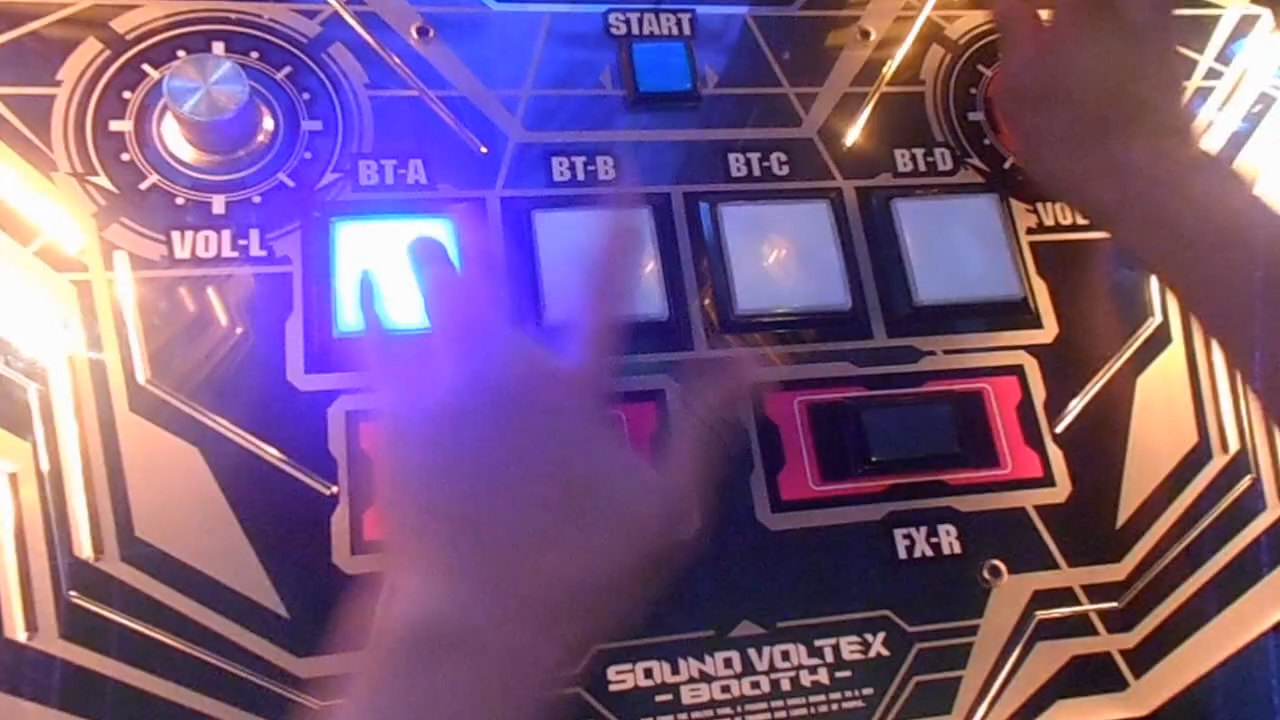 START
BT-A
BT-B
BT-C
BT-D
VOL-L
VOL
FX-R
SOUND VOLTEX
-BOOTH-